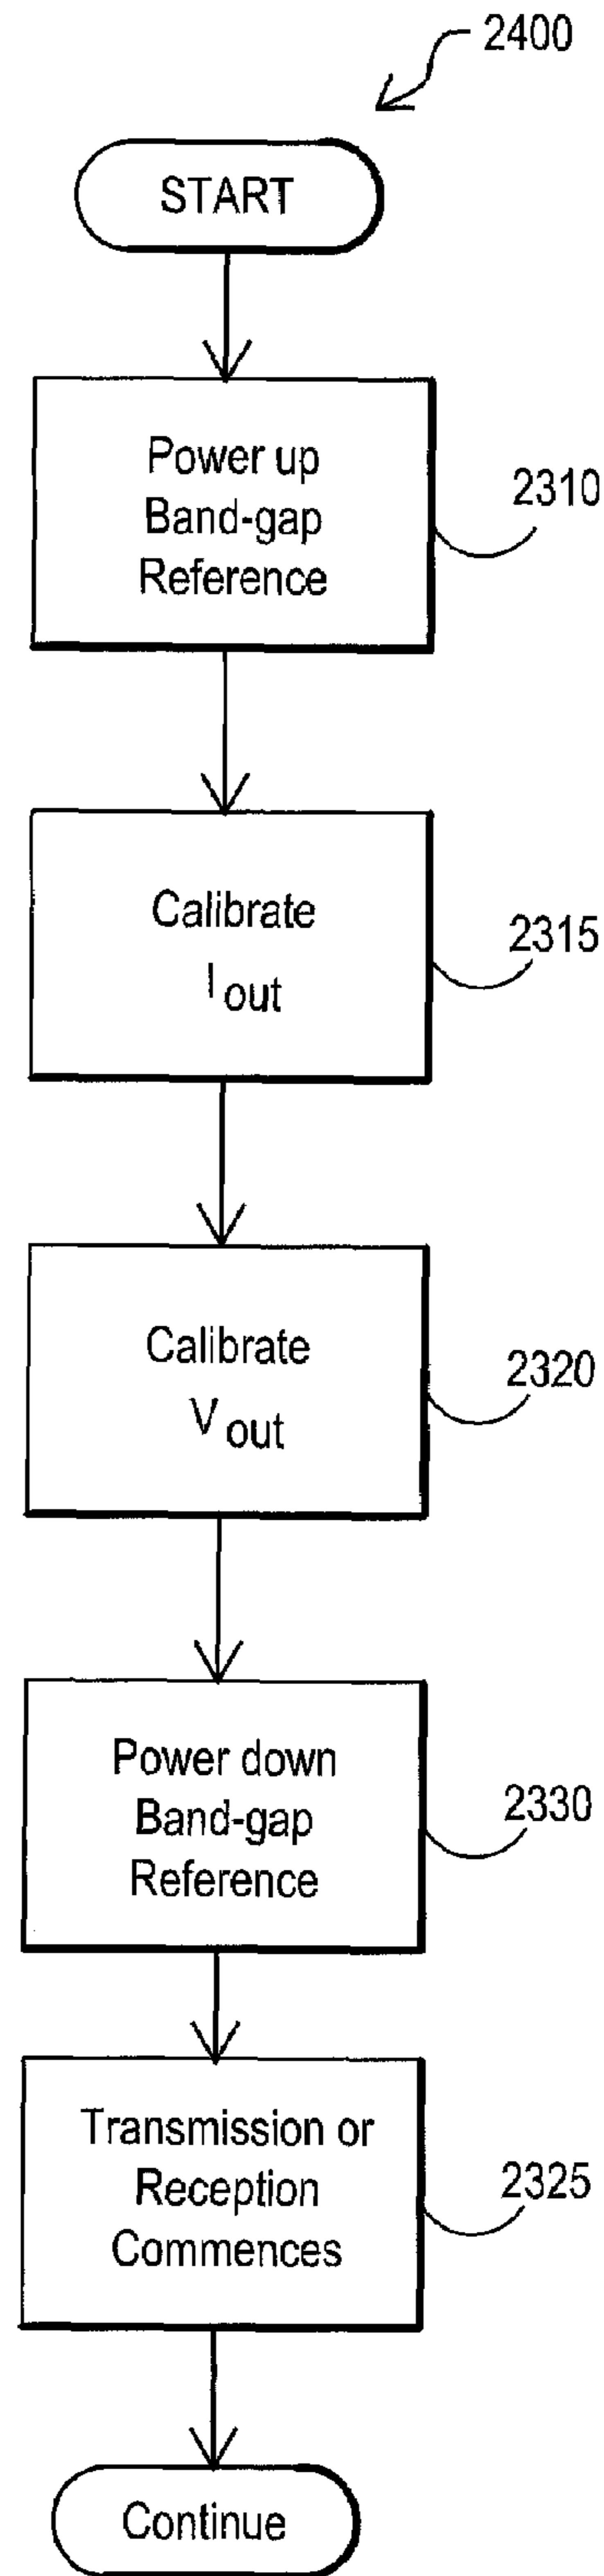 2400
START
Power up
Band-gap
Reference
2310
Calibrate
I out
2315
Calibrate
V out
2320
Power down
Band-gap
Reference
2330
Transmission or
Reception
Commences
2325
Continue